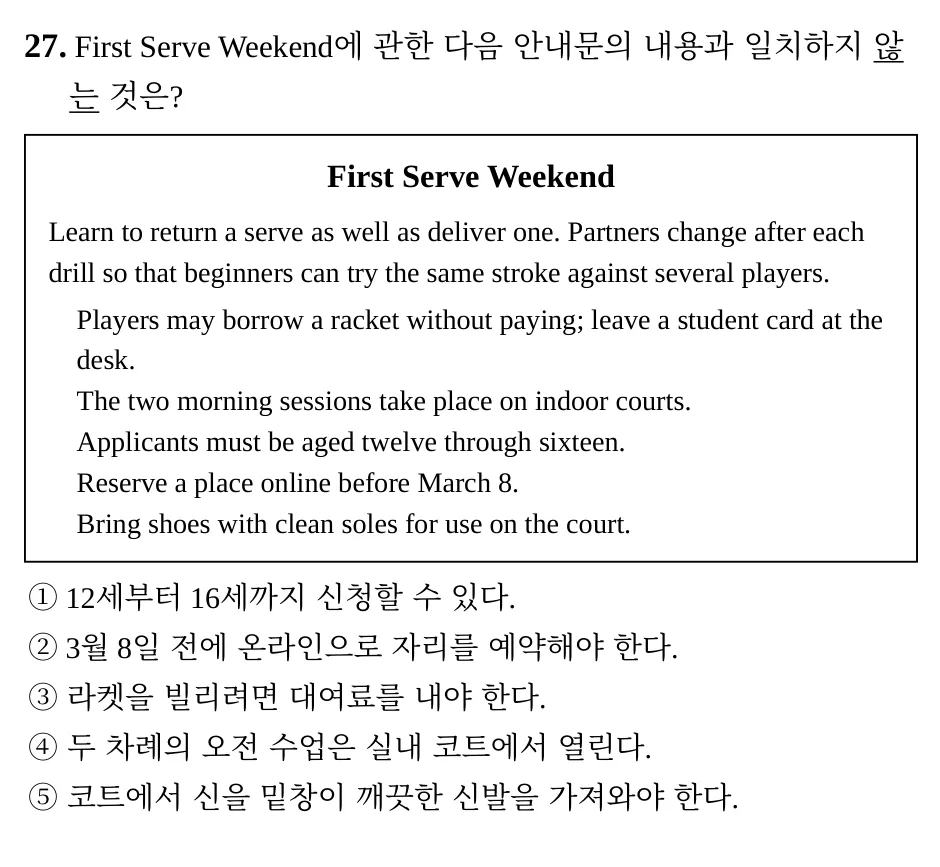 27. First Serve Weekend에 관한 다음 안내문의 내용과 일치하지 않
는 것은?
First Serve Weekend
Learn to return a serve as well as deliver one. Partners change after each
drill so that beginners can try the same stroke against several players.
Players may borrow a racket without paying; leave a student card at the
desk.
The two morning sessions take place on indoor courts.
Applicants must be aged twelve through sixteen.
Reserve a place online before March 8.
Bring shoes with clean soles for use on the court.
① 12세부터 16세까지 신청할 수 있다.
② 3월 8일 전에 온라인으로 자리를 예약해야 한다.
③ 라켓을 빌리려면 대여료를 내야 한다.
④ 두 차례의 오전 수업은 실내 코트에서 열린다.
⑤ 코트에서 신을 밑창이 깨끗한 신발을 가져와야 한다.